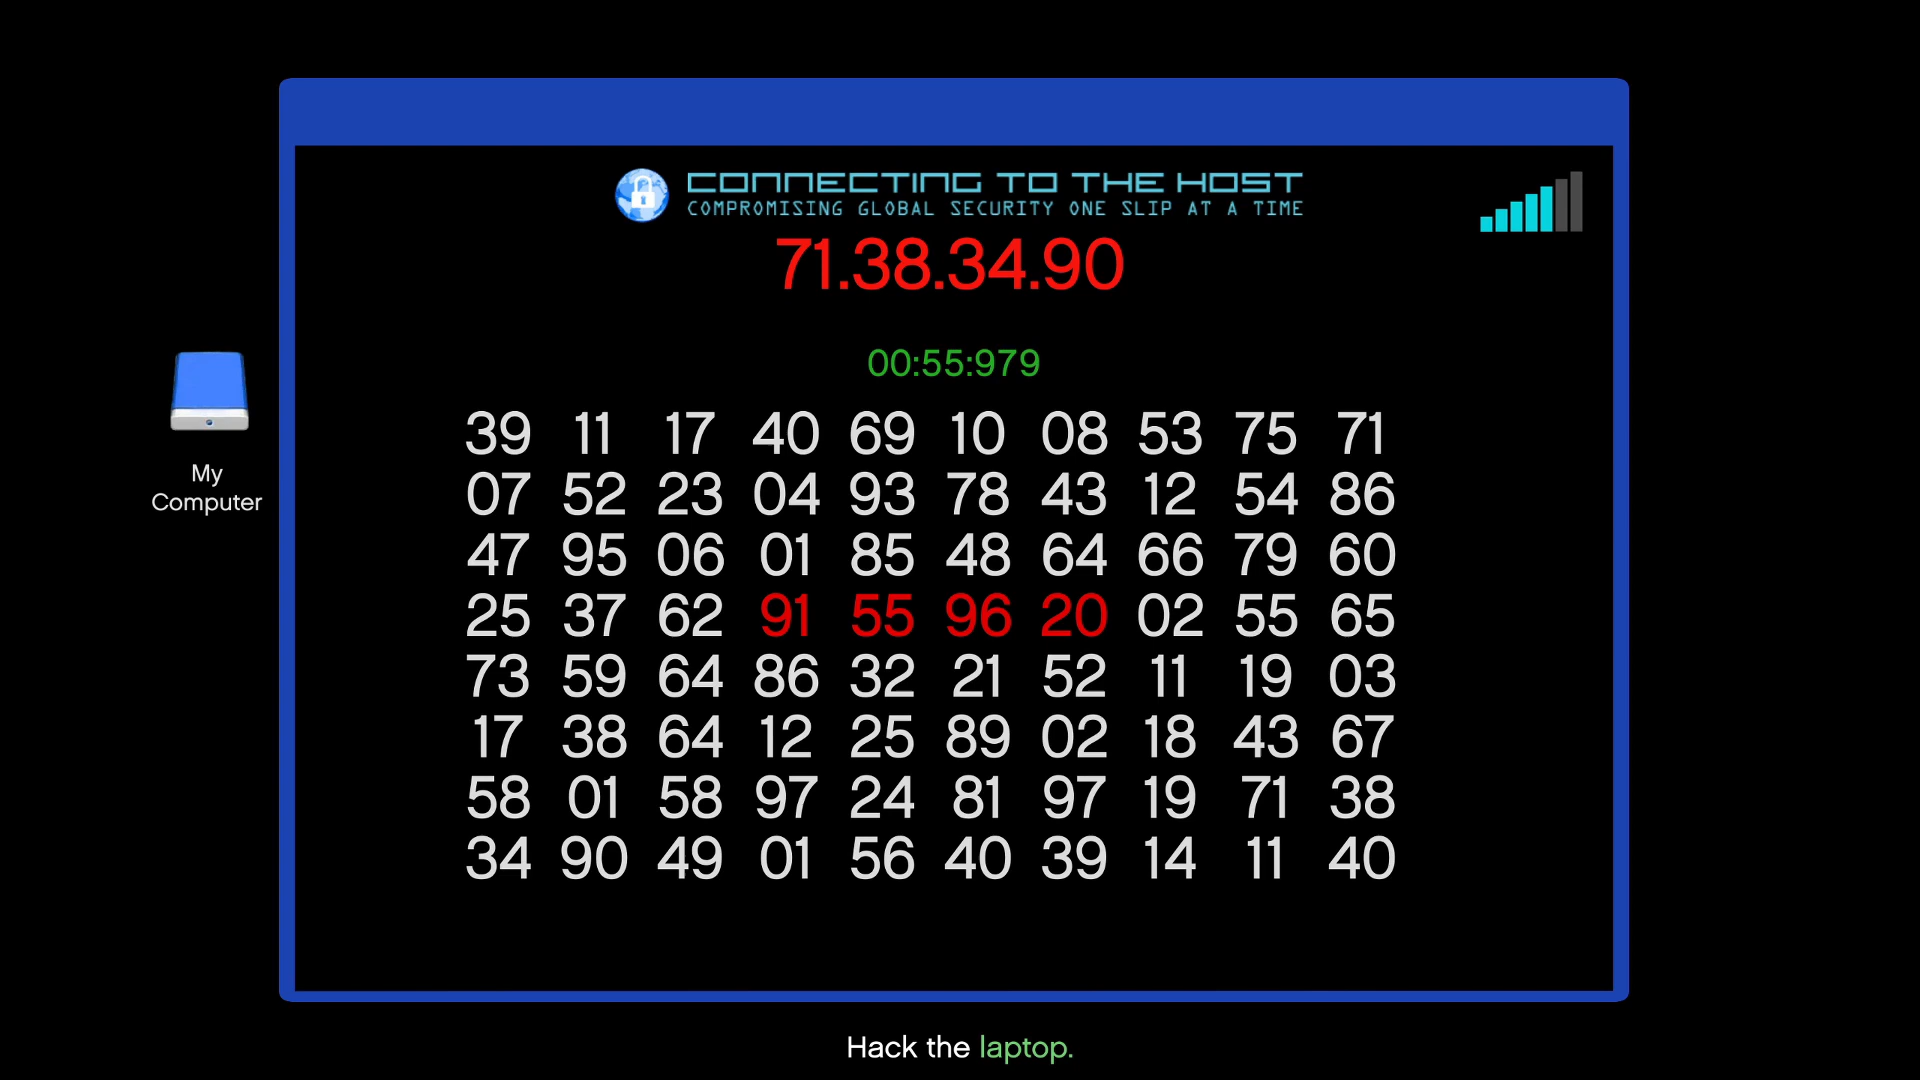 CONNECTING TO THE HOST
COMPROMISING GLOBAL SECURITY ONE SLIP AT A TIME
71.38.34.90
00:55:979
39 11 17 40 69 10 08 53 75 71
07 52 23 04 93 78 43 12 54 86
47 95 06 01 85 48 64 66 79 60
25 37 62 91 55 96 20 02 55 65
73 59 64 86 32 21 52 11 19 03
17 38 64 12 25 89 02 18 43 67
58 01 58 97 24 81 97 19 71 38
34 90 49 01 56 40 39 14 11 40
My
Computer
Hack the laptop.